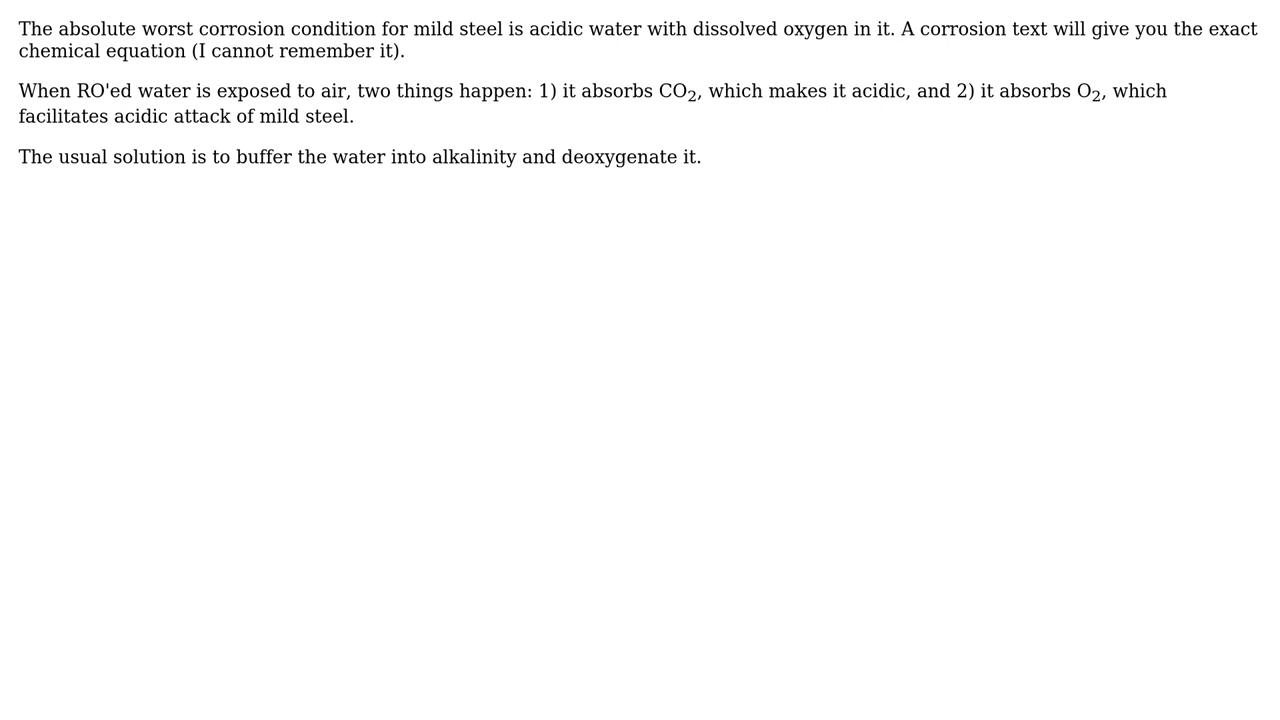 The absolute worst corrosion condition for mild steel is acidic water with dissolved oxygen in it. A corrosion text will give you the exact
chemical equation (I cannot remember it).
When RO'ed water is exposed to air, two things happen: 1) it absorbs CO₂, which makes it acidic, and 2) it absorbs O₂, which
facilitates acidic attack of mild steel.
The usual solution is to buffer the water into alkalinity and deoxygenate it.